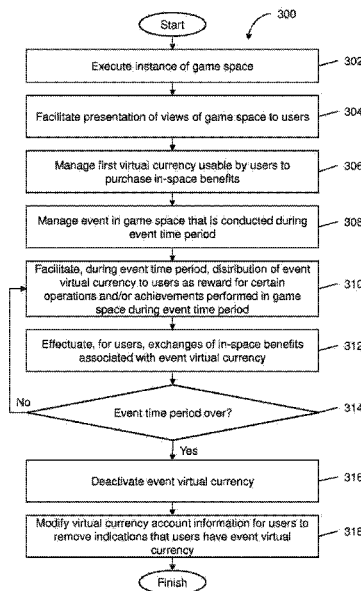 Start
300
Execute instance of game space
302
Facilitate presentation of views of game space to users
304
Manage first virtual currency usable by users to
purchase in-space benefits
306
Manage event in game space that is conducted during
event time period
308
Facilitate, during event time period, distribution of event
virtual currency to users as reward for certain
operations and/or achievements performed in game
space during event time period
310
Effectuate, for users, exchanges of in-space benefits
associated with event virtual currency
312
No
Event time period over?
314
Yes
Deactivate event virtual currency
316
Modify virtual currency account information for users to
remove indications that users have event virtual
currency
318
Finish